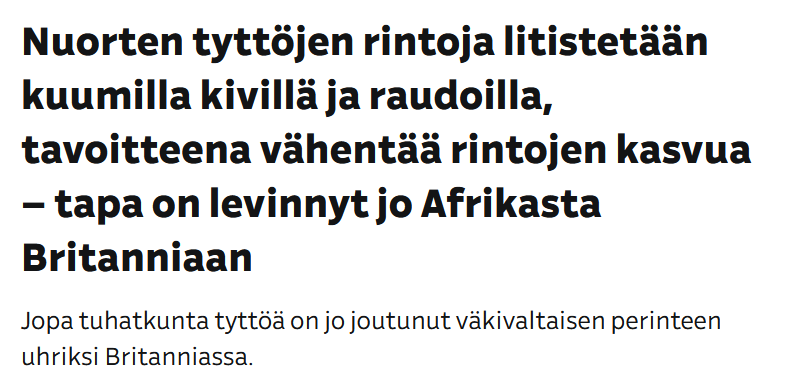 Nuorten tyttöjen rintoja litistetään
kuumilla kivillä ja raudoilla,
tavoitteena vähentää rintojen kasvua
– tapa on levinnyt jo Afrikasta
Britanniaan
Jopa tuhatkunta tyttöä on jo joutunut väkivaltaisen perinteen
uhriksi Britanniassa.